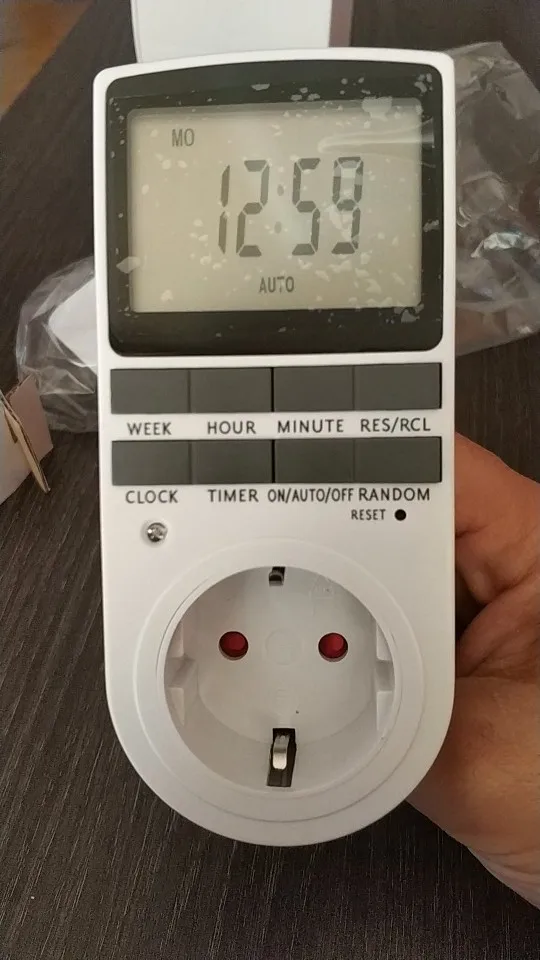 MO
12:59
AUTO
WEEK HOUR MINUTE RES/RCL
CLOCK TIMER ON/AUTO/OFF RANDOM
RESET